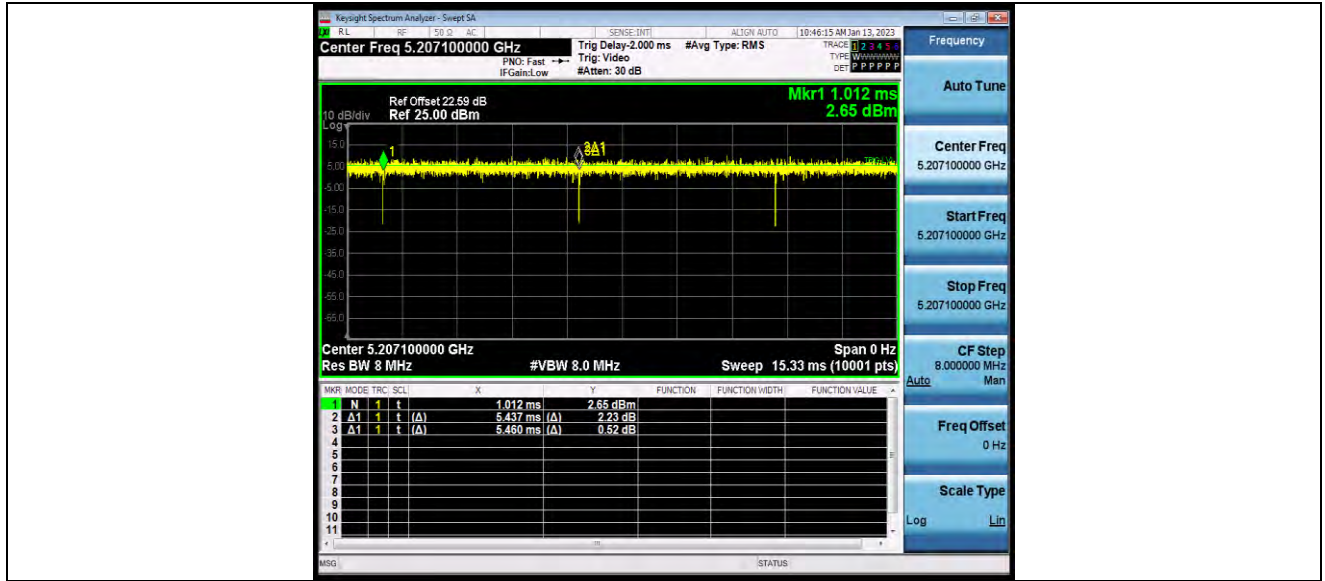 Keysight Spectrum Analyzer - Swept SA
RL RF 50 Ω AC SENSE:INT ALIGN AUTO 10:46:15 AM Jan 13, 2023
Center Freq 5.207100000 GHz
PNO: Fast
IFGain:Low
Trig Delay-2.000 ms
Trig: Video
#Atten: 30 dB
#Avg Type: RMS
TRACE 1 2 3 4 5 6
TYPE WWWWWW
DET P P P P P P
Mkr1 1.012 ms
2.65 dBm
Ref Offset 22.59 dB
10 dB/div Ref 25.00 dBm
Log
15.0
5.00
-5.00
-15.0
-25.0
-35.0
-45.0
-55.0
-65.0
1
Center 5.207100000 GHz Span 0 Hz
Res BW 8 MHz #VBW 8.0 MHz Sweep 15.33 ms (10001 pts)
MKR MODE TRC SCL X Y FUNCTION FUNCTION WIDTH FUNCTION VALUE
1 N 1 t 1.012 ms 2.65 dBm
2 Δ1 1 t (Δ) 5.437 ms (Δ) 2.23 dB
3 Δ1 1 t (Δ) 5.460 ms (Δ) 0.52 dB
4
5
6
7
8
9
10
11
MSG STATUS
Frequency
Auto Tune
Center Freq
5.207100000 GHz
Start Freq
5.207100000 GHz
Stop Freq
5.207100000 GHz
CF Step
8.000000 MHz
Auto Man
Freq Offset
0 Hz
Scale Type
Log Lin